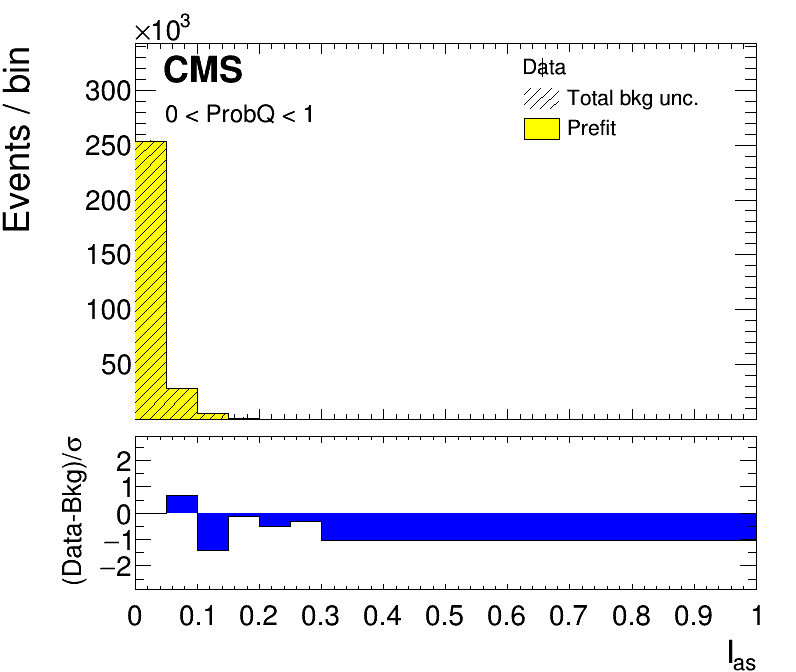 ×10³
Events / bin
CMS
0 < ProbQ < 1
Data
Total bkg unc.
Prefit
300
250
200
150
100
50
(Data-Bkg)/σ
2
1
0
−1
−2
0 0.1 0.2 0.3 0.4 0.5 0.6 0.7 0.8 0.9 1
I_as